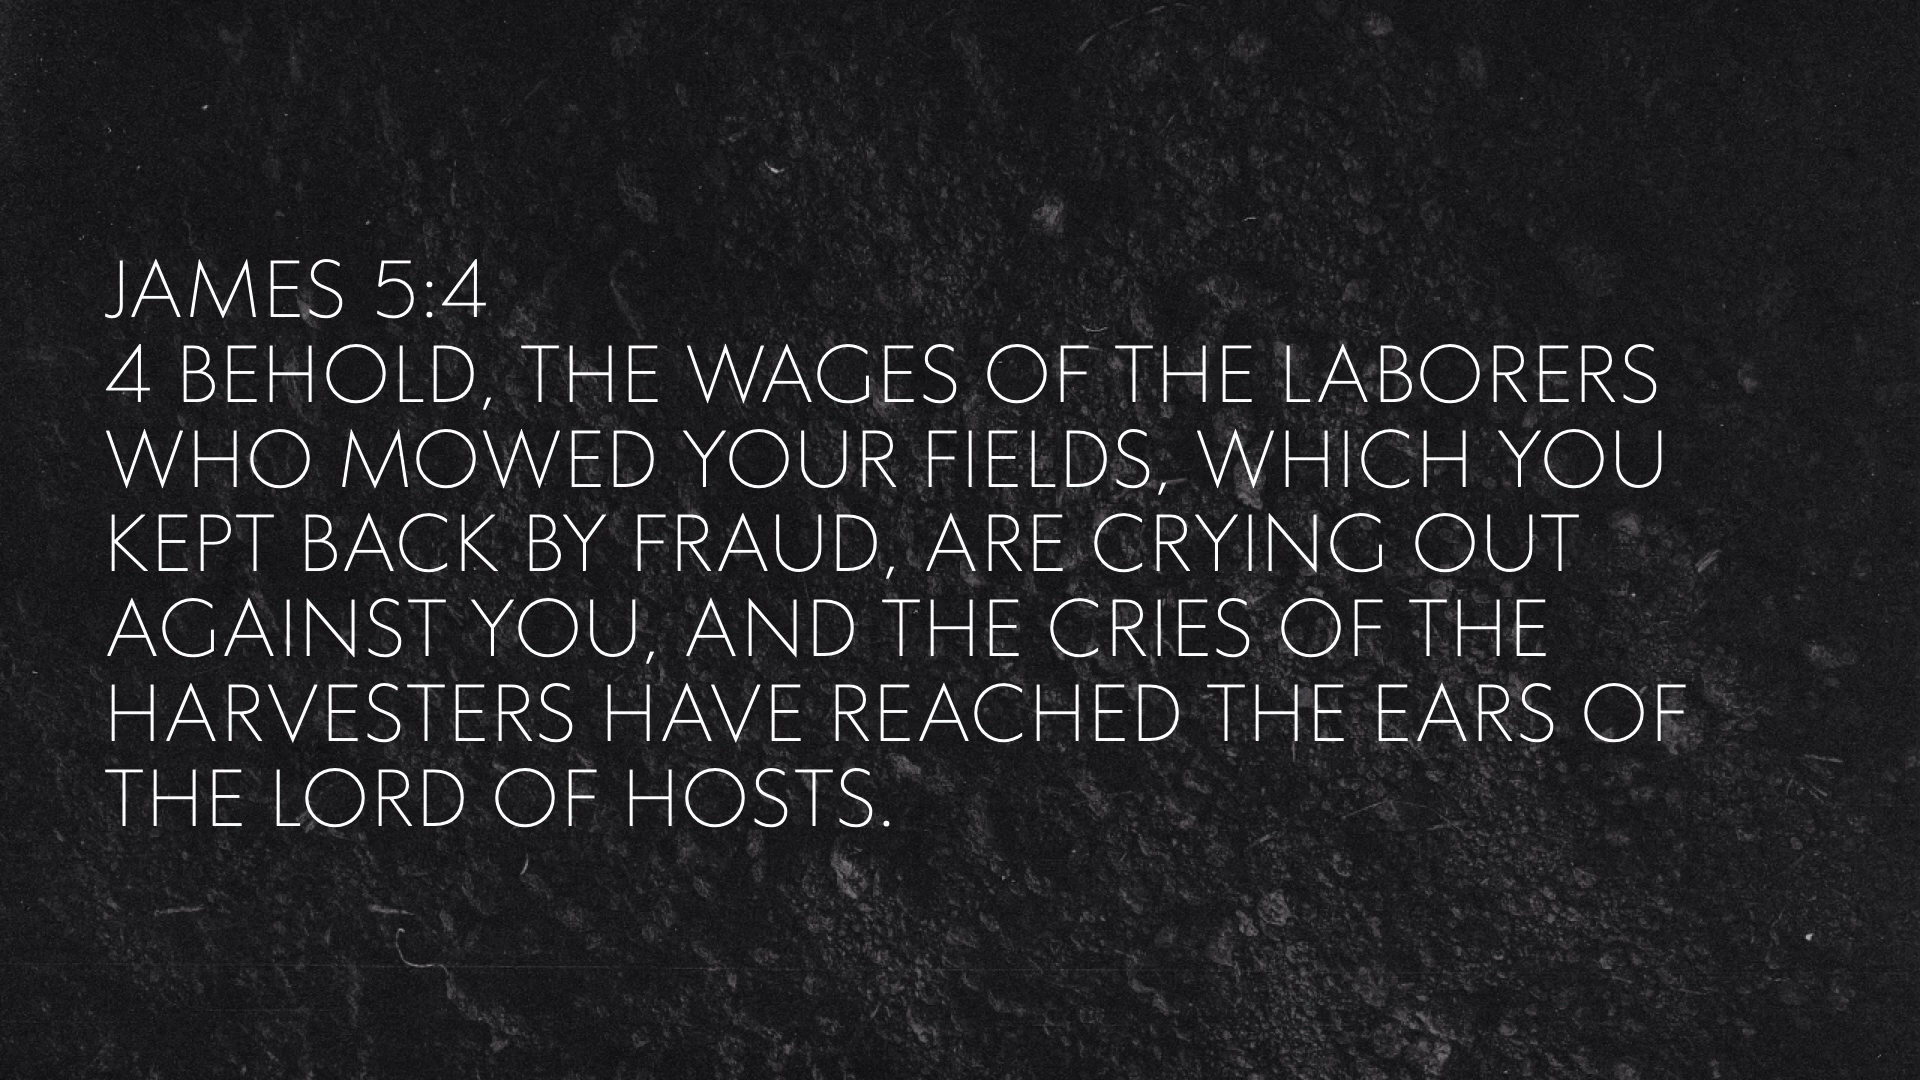 JAMES 5:4
4 BEHOLD, THE WAGES OF THE LABORERS
WHO MOWED YOUR FIELDS, WHICH YOU
KEPT BACK BY FRAUD, ARE CRYING OUT
AGAINST YOU, AND THE CRIES OF THE
HARVESTERS HAVE REACHED THE EARS OF
THE LORD OF HOSTS.